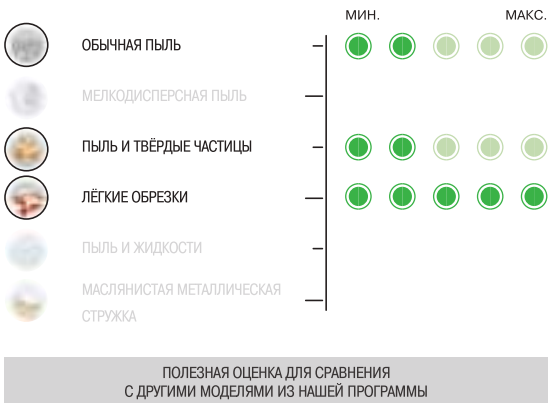 МИН. МАКС.
ОБЫЧНАЯ ПЫЛЬ
МЕЛКОДИСПЕРСНАЯ ПЫЛЬ
ПЫЛЬ И ТВЁРДЫЕ ЧАСТИЦЫ
ЛЁГКИЕ ОБРЕЗКИ
ПЫЛЬ И ЖИДКОСТИ
МАСЛЯНИСТАЯ МЕТАЛЛИЧЕСКАЯ
СТРУЖКА
ПОЛЕЗНАЯ ОЦЕНКА ДЛЯ СРАВНЕНИЯ
С ДРУГИМИ МОДЕЛЯМИ ИЗ НАШЕЙ ПРОГРАММЫ